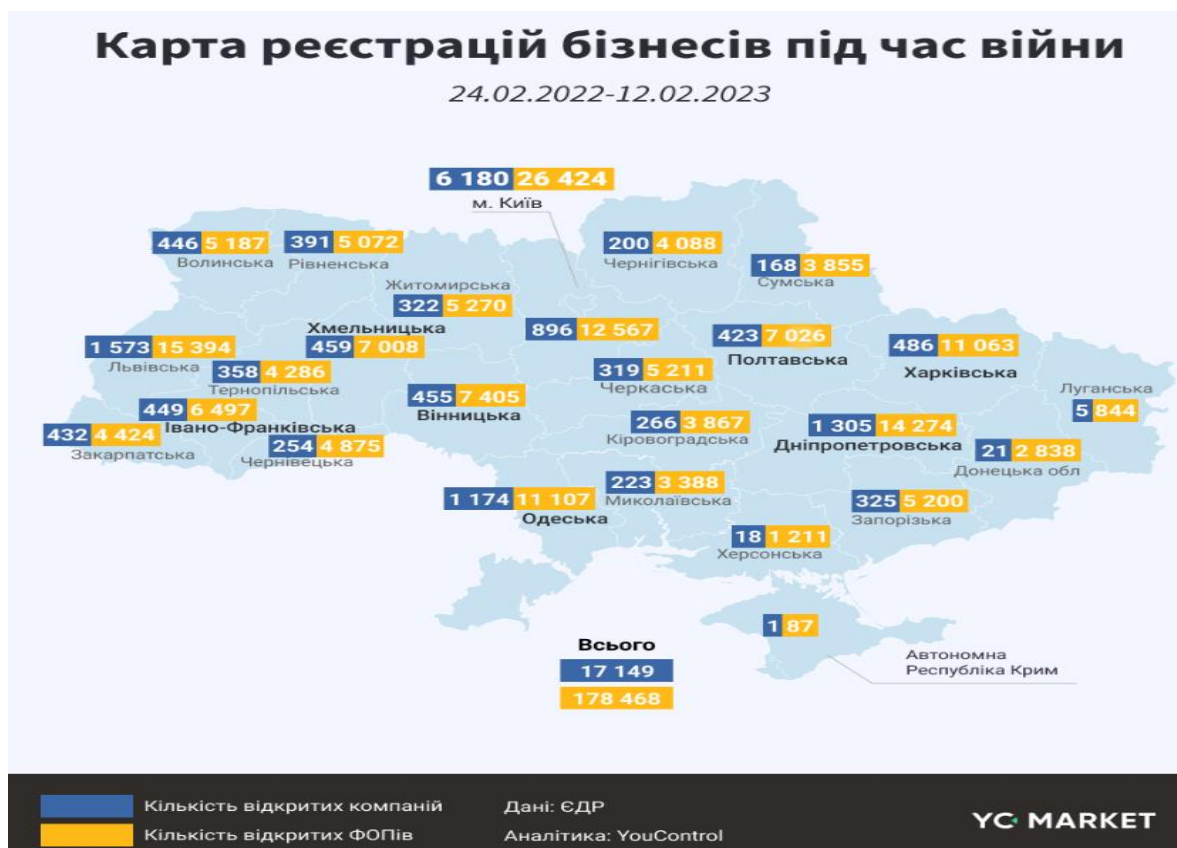 Карта реєстрацій бізнесів під час війни
24.02.2022-12.02.2023
6 180 26 424
м. Київ
446 5 187
Волинська
391 5 072
Рівненська
200 4 088
Чернігівська
168 3 855
Сумська
Житомирська
322 5 270
Хмельницька
459 7 008
896 12 567
423 7 026
Полтавська
486 11 063
Харківська
1 573 15 394
Львівська
358 4 286
Тернопільська
319 5 211
Черкаська
Луганська
5 844
455 7 405
Вінницька
449 6 497
Івано-Франківська
432 4 424
Закарпатська
254 4 875
Чернівецька
266 3 867
Кіровоградська
1 305 14 274
Дніпропетровська
21 2 838
Донецька обл
1 174 11 107
Одеська
223 3 388
Миколаївська
325 5 200
Запорізька
18 1 211
Херсонська
1 87
Автономна
Республіка Крим
Всього
17 149
178 468
Кількість відкритих компаній
Кількість відкритих ФОПів
Дані: ЄДР
Аналітика: YouControl
YC MARKET